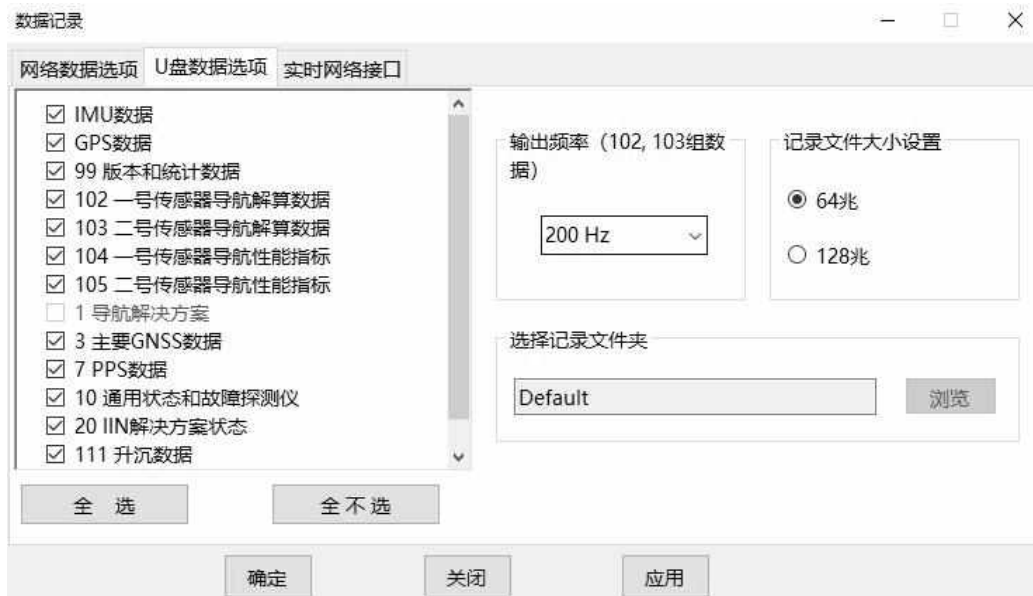 数据记录
网络数据选项 U盘数据选项 实时网络接口
IMU数据
GPS数据
99 版本和统计数据
102 一号传感器导航解算数据
103 二号传感器导航解算数据
104 一号传感器导航性能指标
105 二号传感器导航性能指标
1 导航解决方案
3 主要GNSS数据
7 PPS数据
10 通用状态和故障探测仪
20 IIN解决方案状态
111 升沉数据
全 选 全不选
输出频率（102, 103组数
据）
200 Hz
记录文件大小设置
64兆
128兆
选择记录文件夹
Default 浏览
确定 关闭 应用